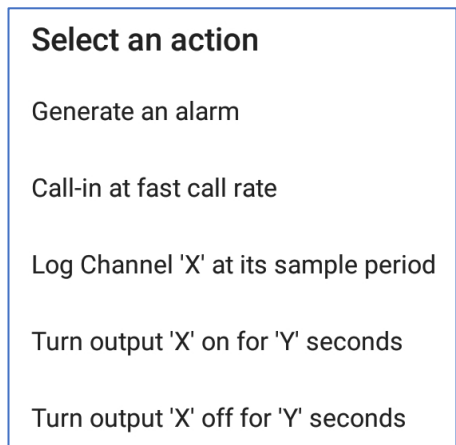 Select an action
Generate an alarm
Call-in at fast call rate
Log Channel 'X' at its sample period
Turn output 'X' on for 'Y' seconds
Turn output 'X' off for 'Y' seconds